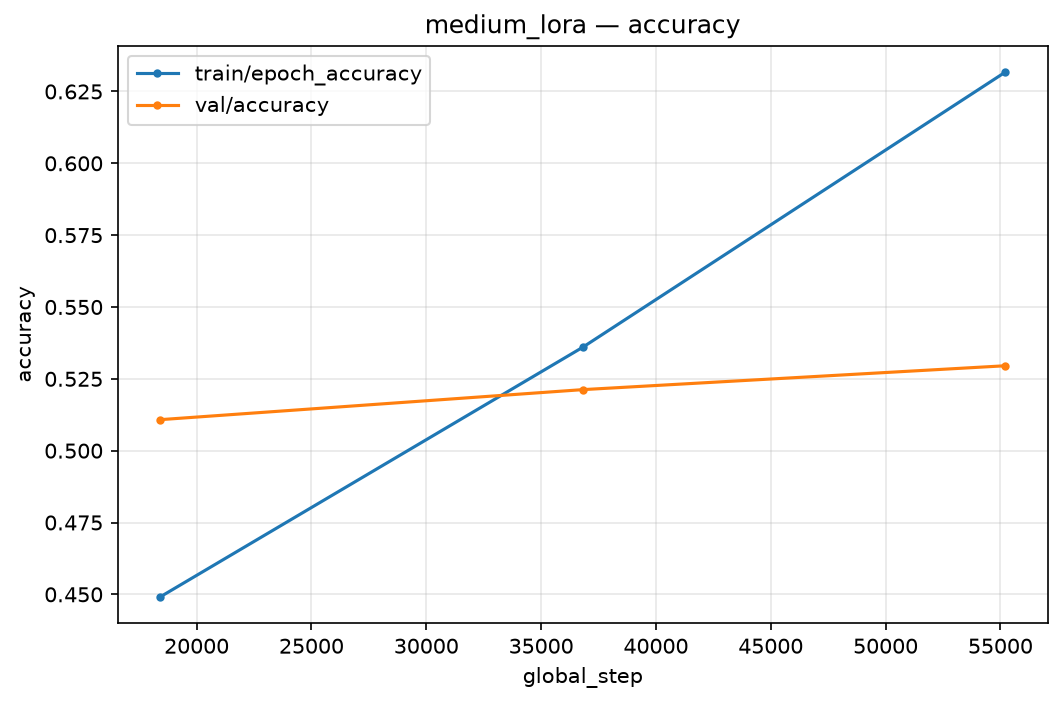 medium_lora — accuracy
train/epoch_accuracy
val/accuracy
accuracy
0.625
0.600
0.575
0.550
0.525
0.500
0.475
0.450
20000 25000 30000 35000 40000 45000 50000 55000
global_step